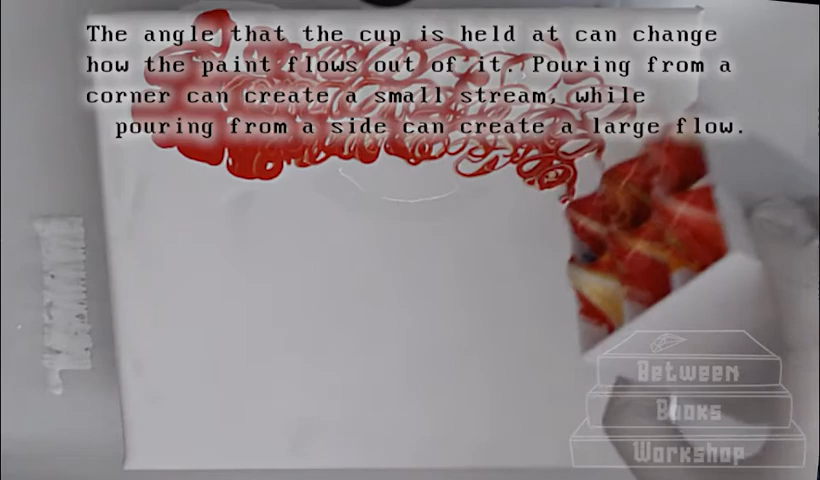 The angle that the cup is held at can change
how the paint flows out of it. Pouring from a
corner can create a small stream, while
pouring from a side can create a large flow.
Between
Books
Workshop